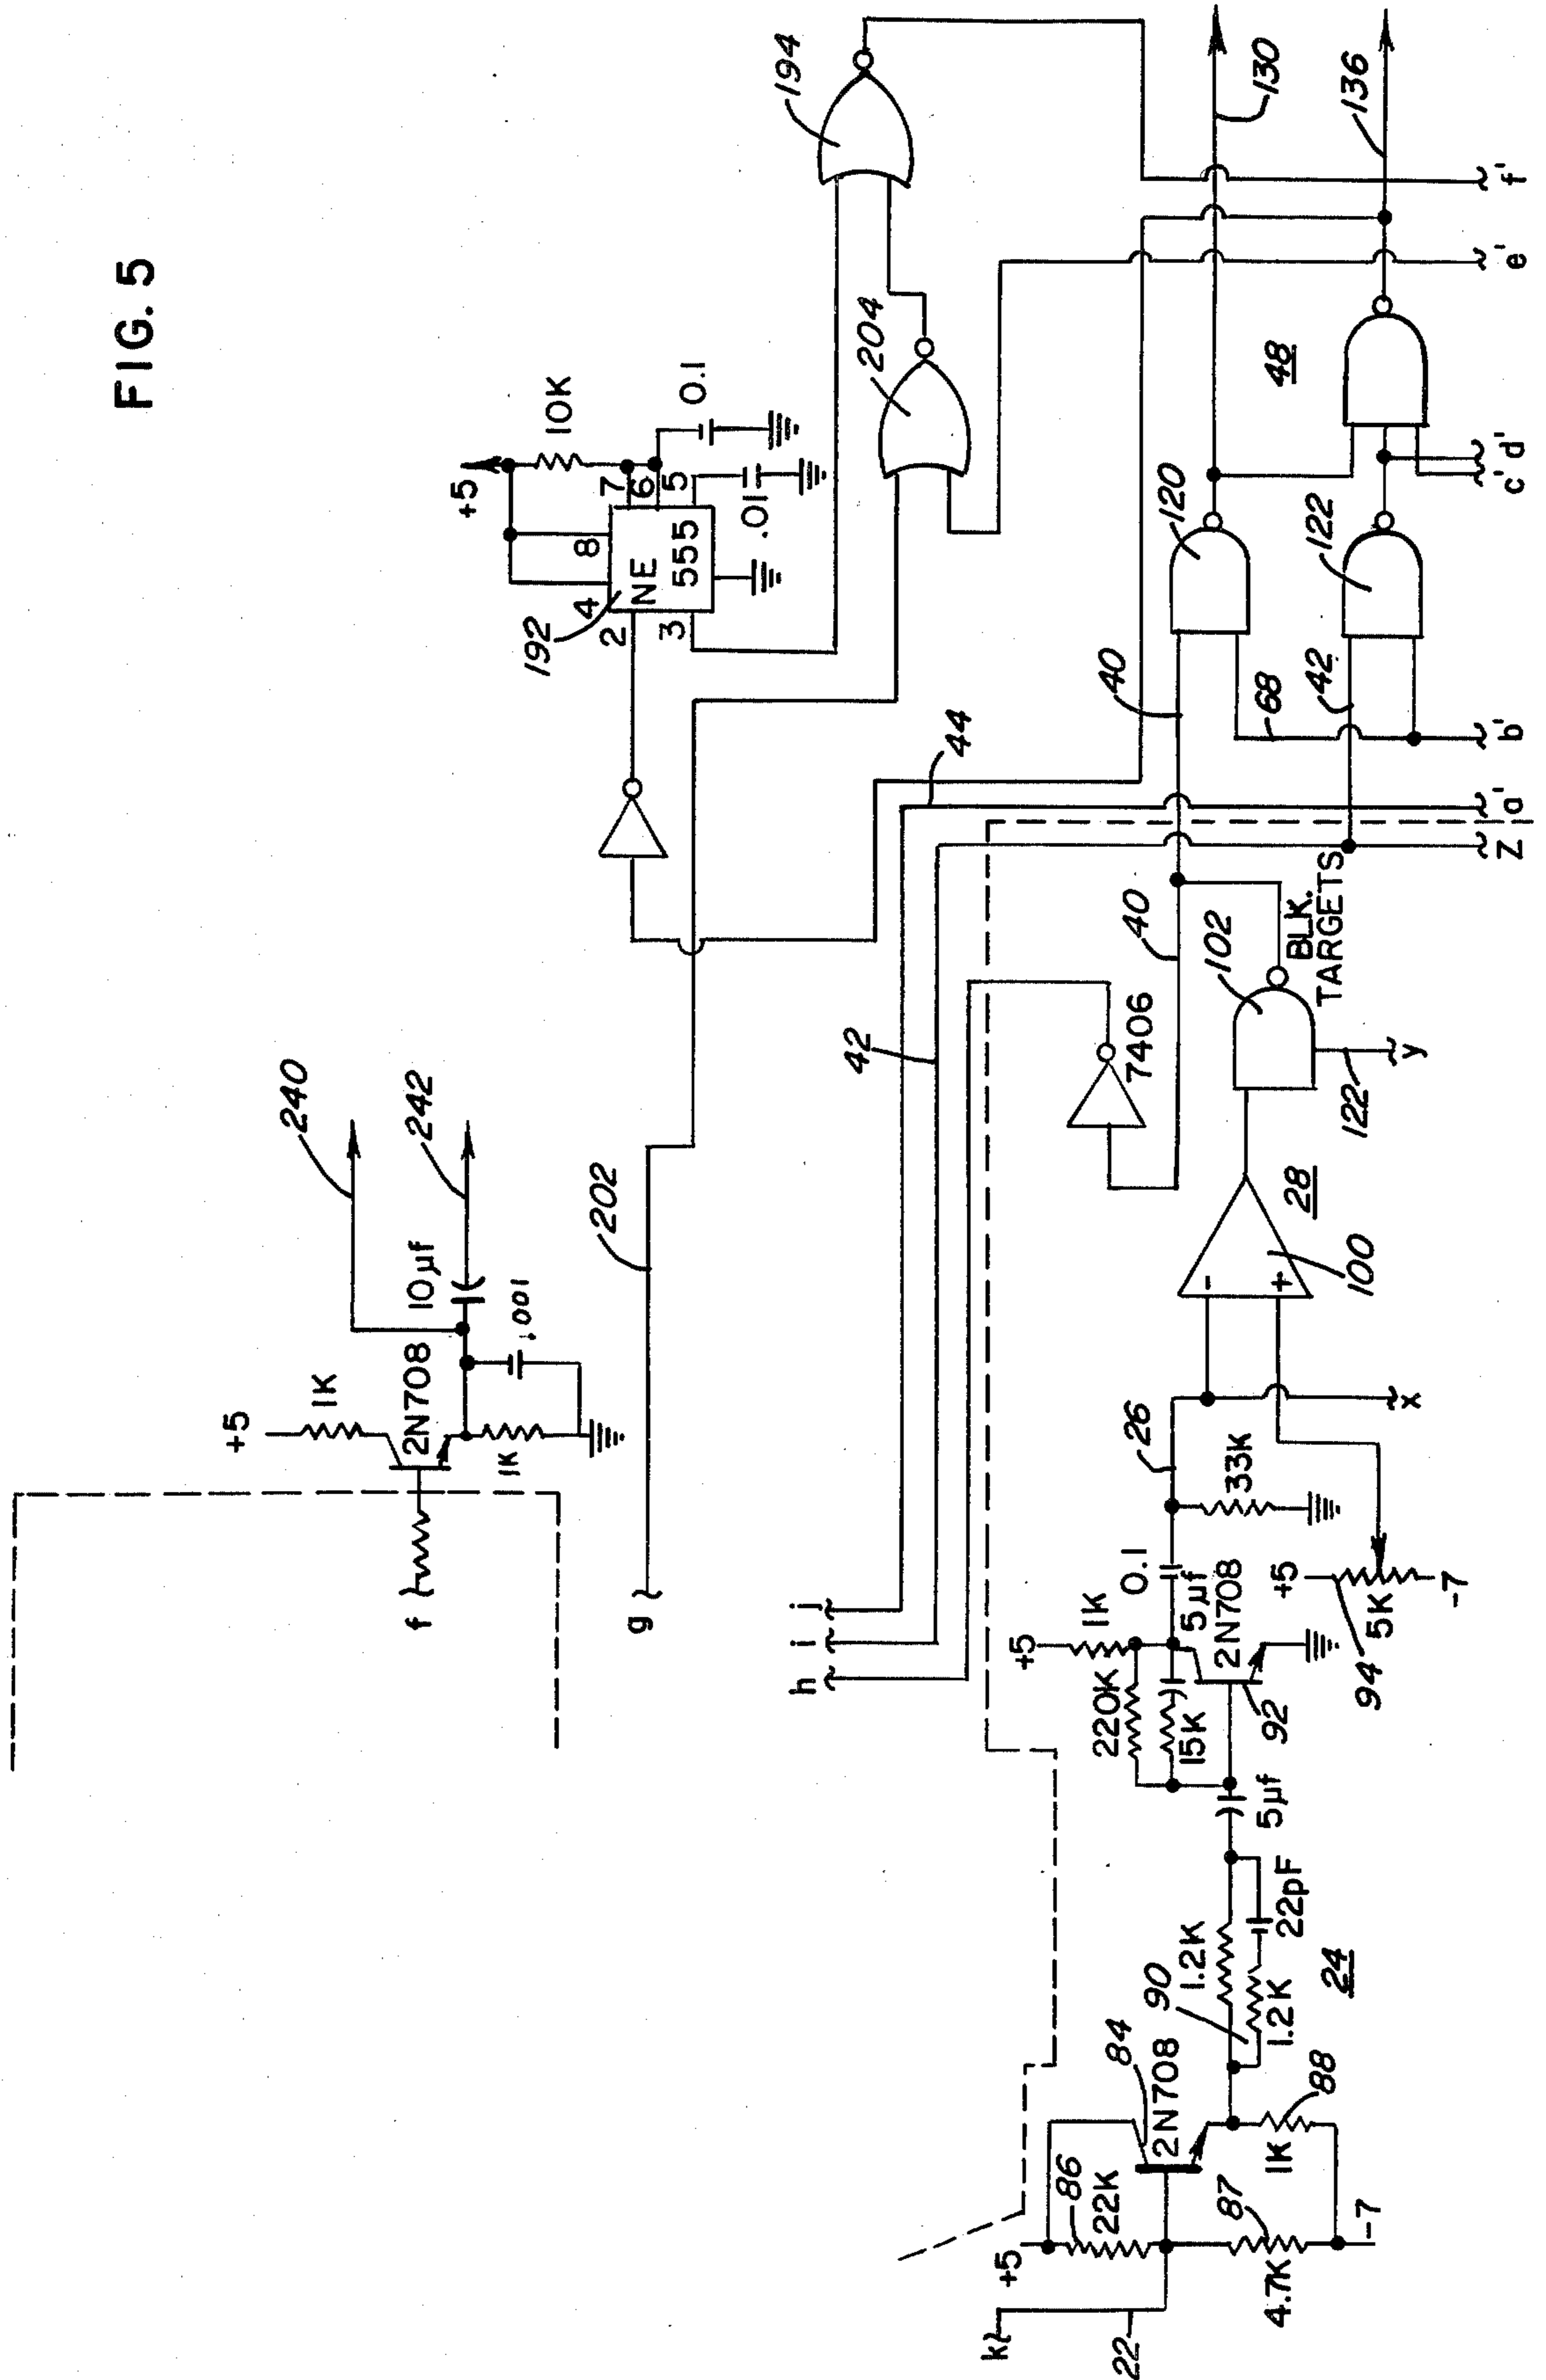 FIG. 5
240
242
+5
1K
2N708
10µf
.001
1K
f
202
g
+5
10K
0.1
.01
192
4
8
7
6
5
2
3
NE
555
194
204
h
i
j
42
44
40
40
68
42
7406
120
122
48
130
136
102
BLK.
TARGETS
122
28
100
-
+
26
33K
0.1
+5
1K
220K
15K
5µf
2N708
92
+5
5K
-7
94
5µf
22pF
1.2K
90
1.2K
24
84
2N708
88
1K
86
22K
+5
87
4.7K
-7
k
22
x
y
Z
a'
b'
c'
d'
e'
f'